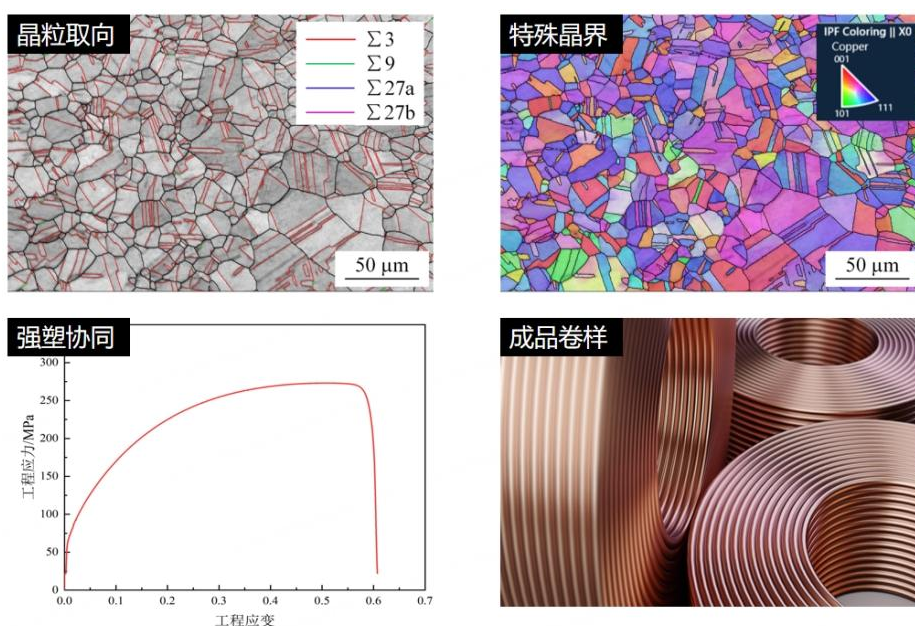 晶粒取向
Σ3
Σ9
Σ27a
Σ27b
50 μm
特殊晶界
IPF Coloring || X0
Copper
001
101
111
50 μm
强塑协同
300
250
200
150
100
50
0
工程应力/MPa
0.0 0.1 0.2 0.3 0.4 0.5 0.6 0.7
工程应变
成品卷样